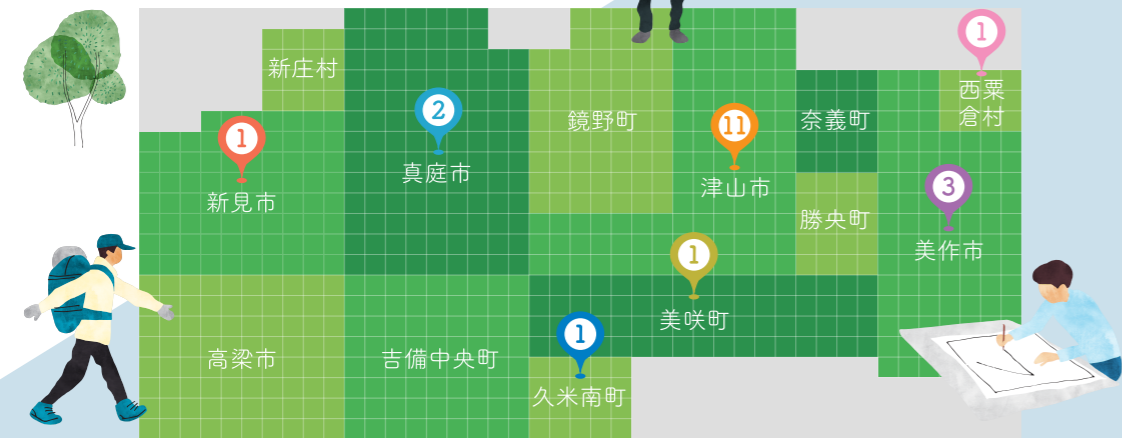 新庄村
1
新見市
2
真庭市
鏡野町
11
津山市
奈義町
1
西粟
倉村
勝央町
3
美作市
1
美咲町
高梁市
吉備中央町
1
久米南町